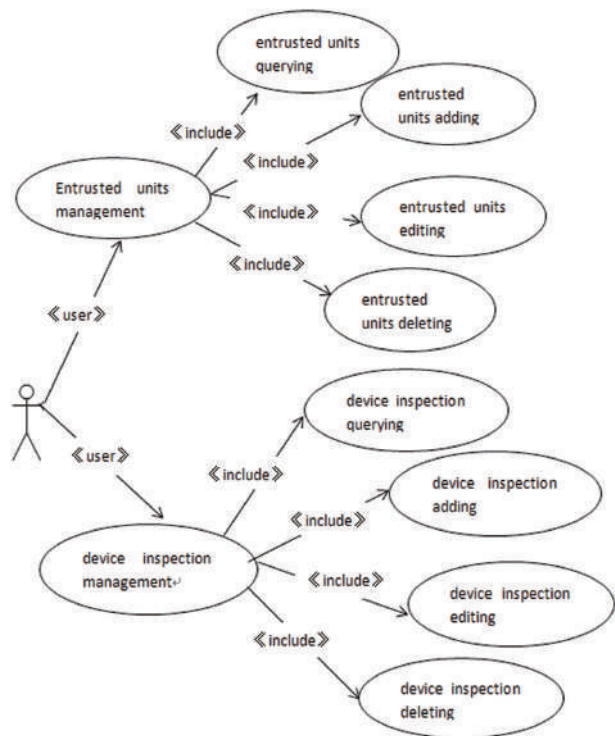 entrusted units
querying
entrusted
units adding
《include》
《include》
Entrusted units
management
《include》
entrusted units
editing
《include》
entrusted
units deleting
《user》
device inspection
querying
《user》
《include》
device inspection
adding
《include》
device inspection
management↵
《include》
device inspection
editing
《include》
device inspection
deleting